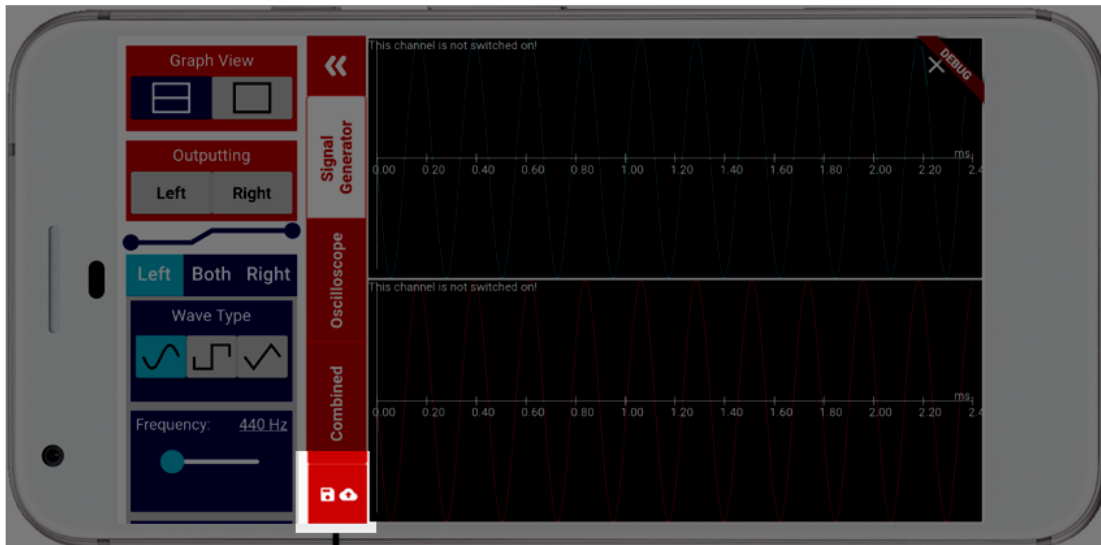 Graph View
Outputting
Left Right
Left Both Right
Wave Type
Frequency: 440 Hz
Signal
Generator
Oscilloscope
Combined
This channel is not switched on!
DEBUG
ms
0.00 0.20 0.40 0.60 0.80 1.00 1.20 1.40 1.60 1.80 2.00 2.20 2.4
This channel is not switched on!
ms
0.00 0.20 0.40 0.60 0.80 1.00 1.20 1.40 1.60 1.80 2.00 2.20 2.4